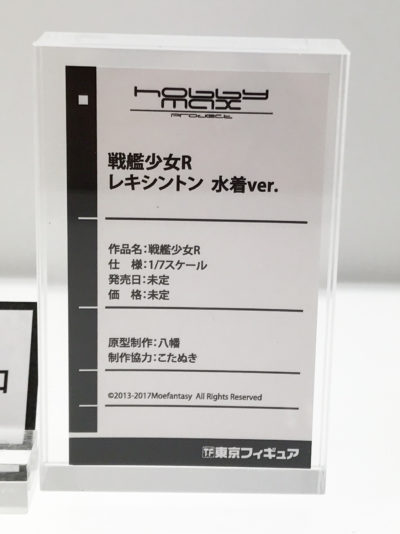 hobby
max
project
戦艦少女R
レキシントン 水着ver.
作品名:戦艦少女R
仕 様:1/7スケール
発売日:未定
価 格:未定
原型制作:八幡
制作協力:こたぬき
©2013-2017Moefantasy All Rights Reserved
TF 東京フィギュア